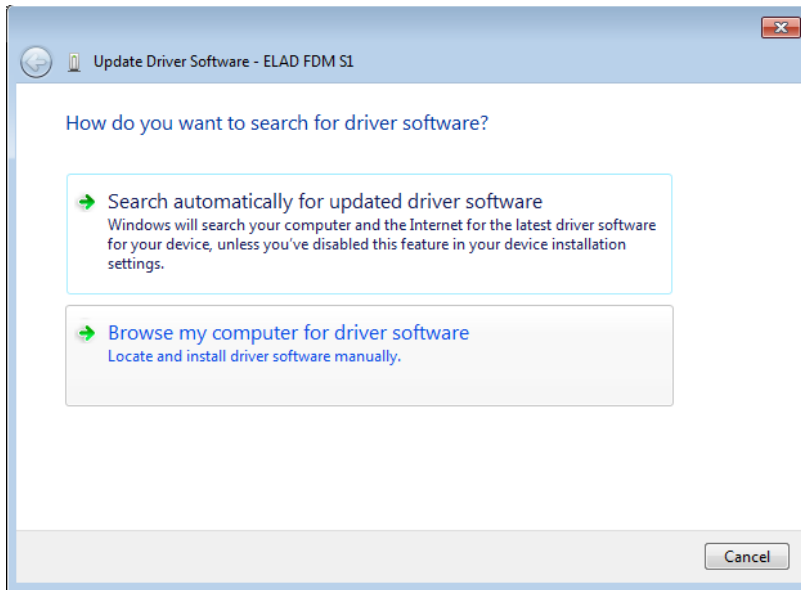 Update Driver Software - ELAD FDM S1
How do you want to search for driver software?
Search automatically for updated driver software
Windows will search your computer and the Internet for the latest driver software
for your device, unless you've disabled this feature in your device installation
settings.
Browse my computer for driver software
Locate and install driver software manually.
Cancel